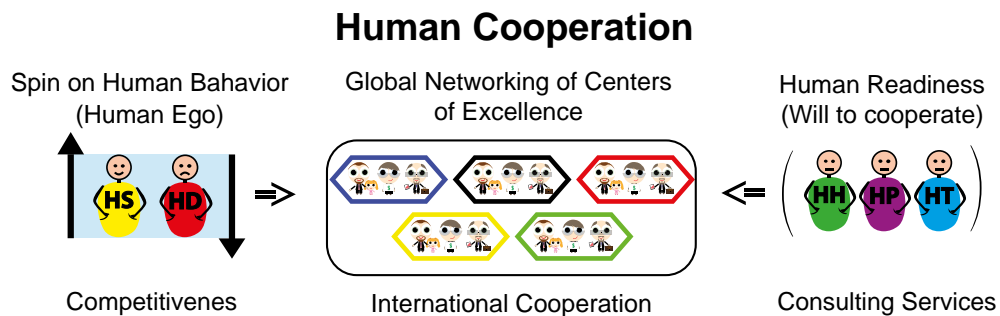 Human Cooperation
Spin on Human Bahavior
(Human Ego)
HS
HD
Competitivenes
Global Networking of Centers
of Excellence
International Cooperation
Human Readiness
(Will to cooperate)
HH
HP
HT
Consulting Services